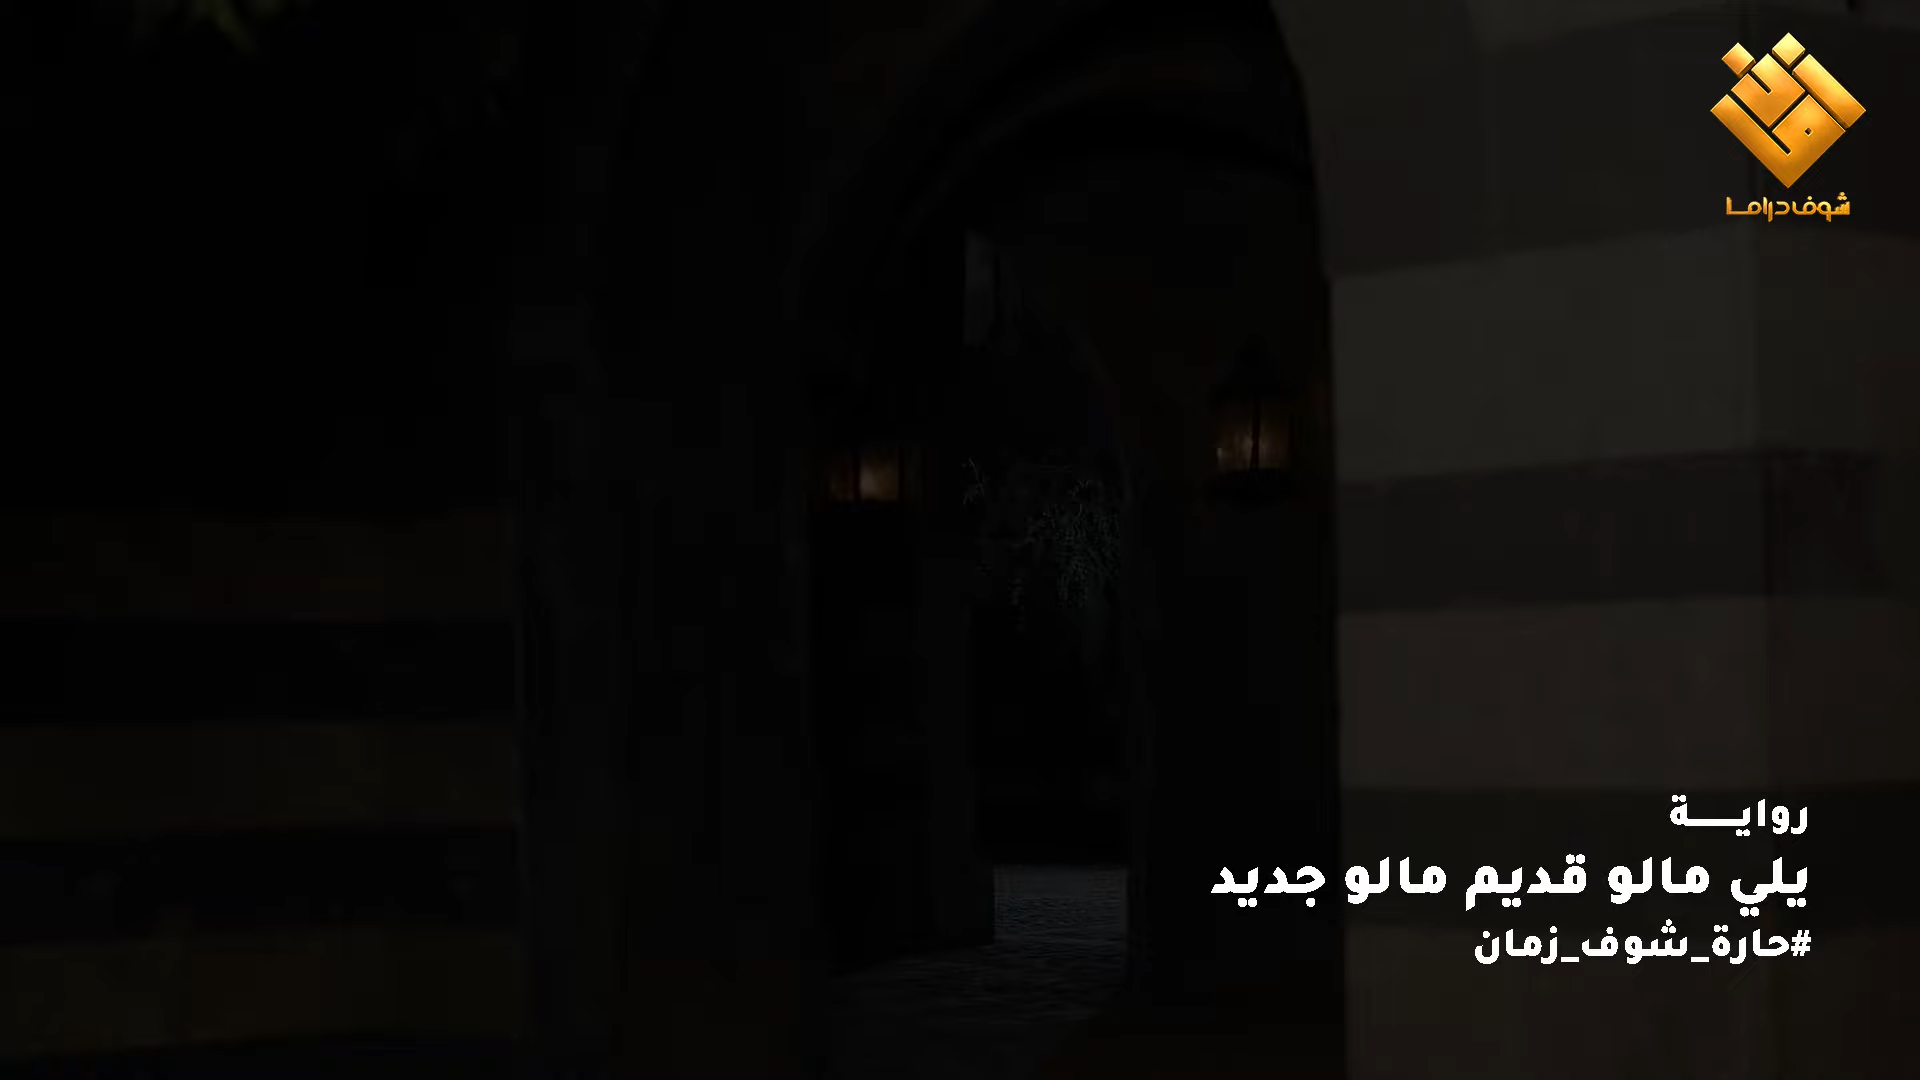 شوف دراما
روايـــة
يلي مالو قديم مالو جديد
#حارة_شوف_زمان